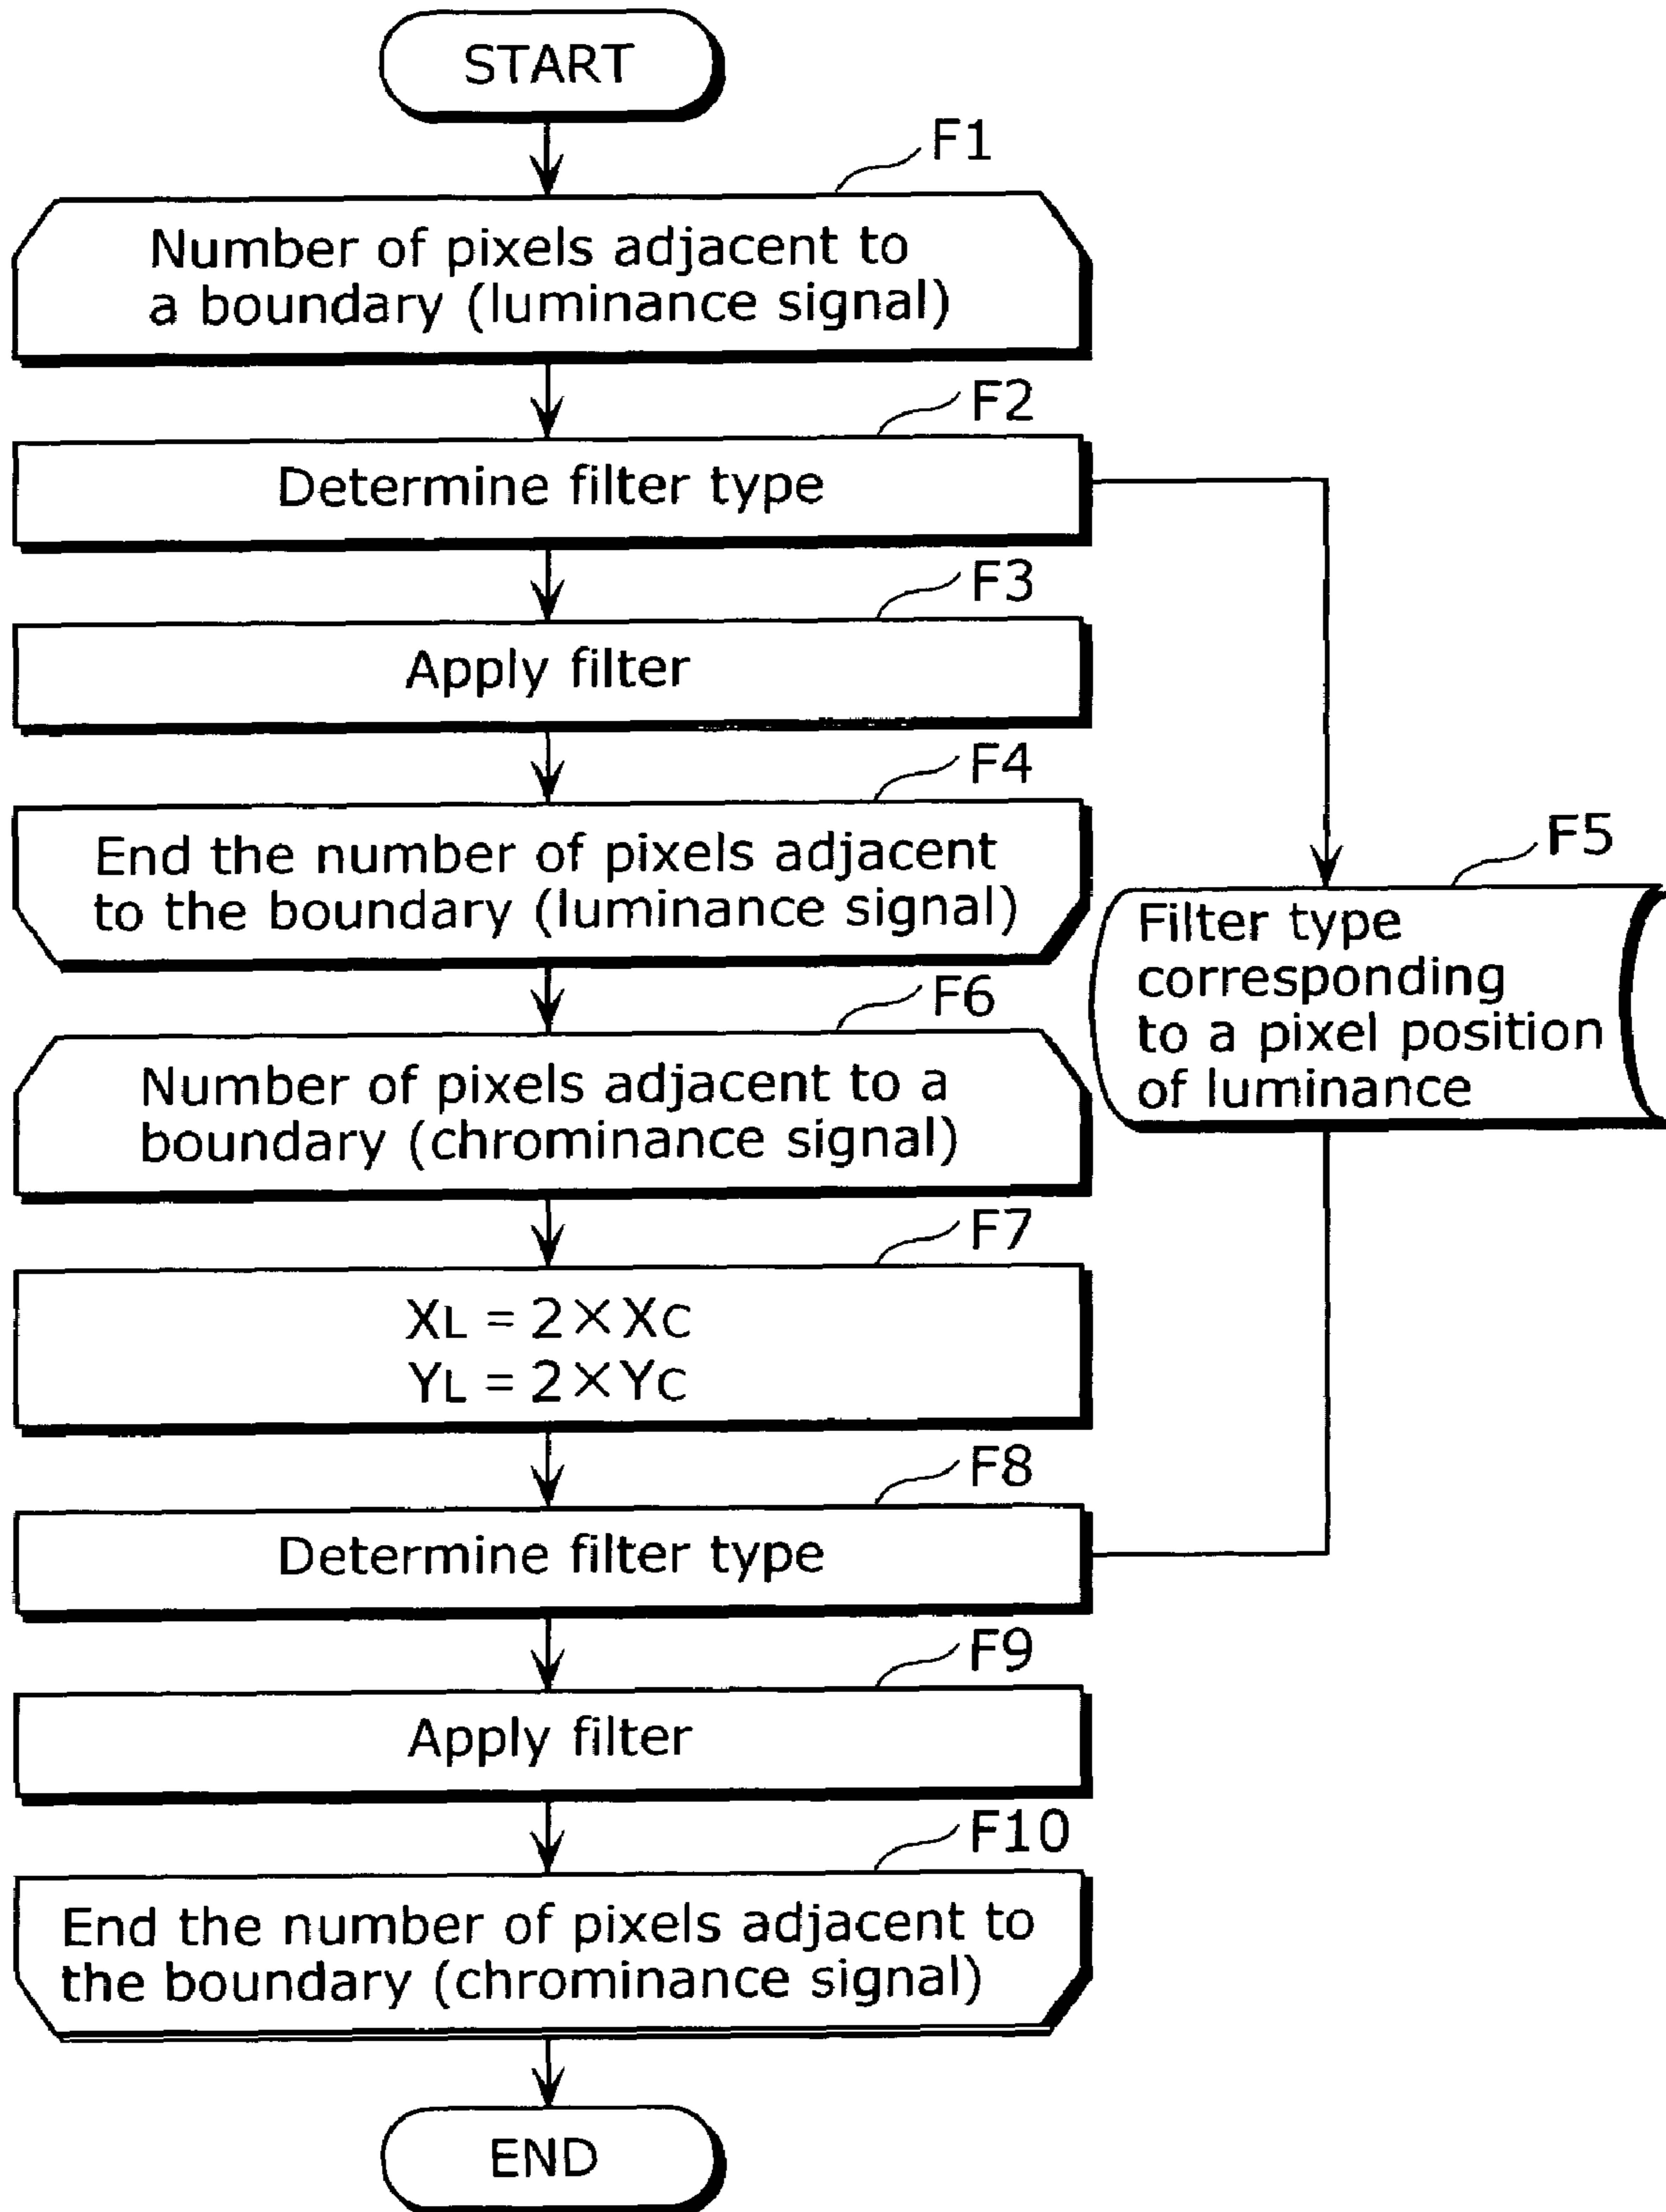 START
F1
Number of pixels adjacent to
a boundary (luminance signal)
F2
Determine filter type
F3
Apply filter
F4
End the number of pixels adjacent
to the boundary (luminance signal)
F5
Filter type
corresponding
to a pixel position
of luminance
F6
Number of pixels adjacent to a
boundary (chrominance signal)
F7
XL = 2×XC
YL = 2×YC
F8
Determine filter type
F9
Apply filter
F10
End the number of pixels adjacent to
the boundary (chrominance signal)
END